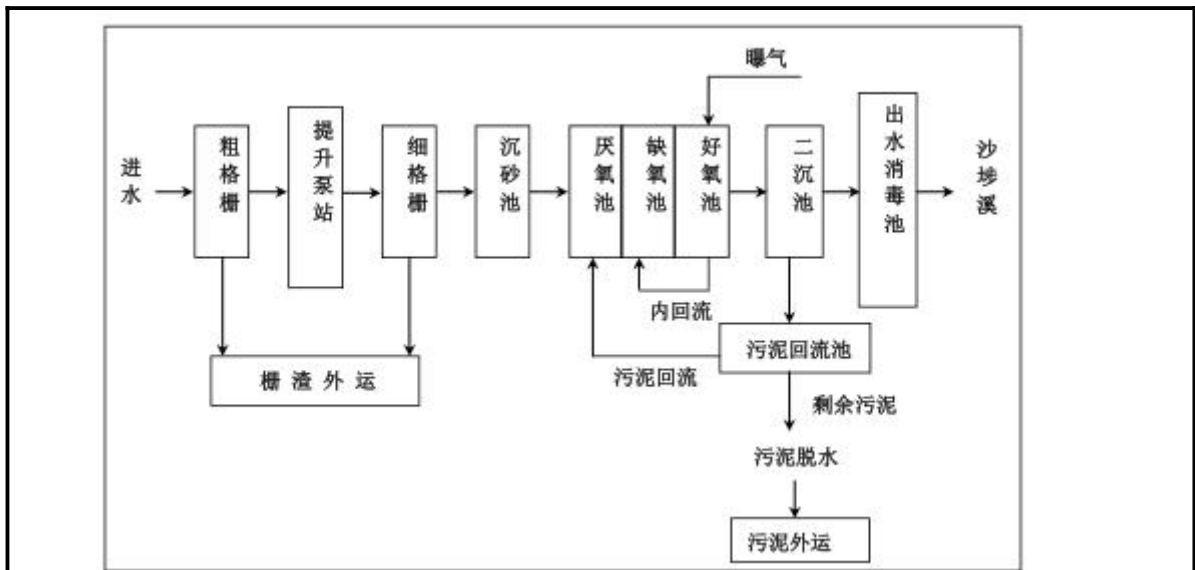 曝气
进水
粗格栅
提升泵站
细格栅
沉砂池
厌氧池
缺氧池
好氧池
二沉池
出水消毒池
沙埗溪
内回流
污泥回流池
栅渣外运
污泥回流
剩余污泥
污泥脱水
污泥外运